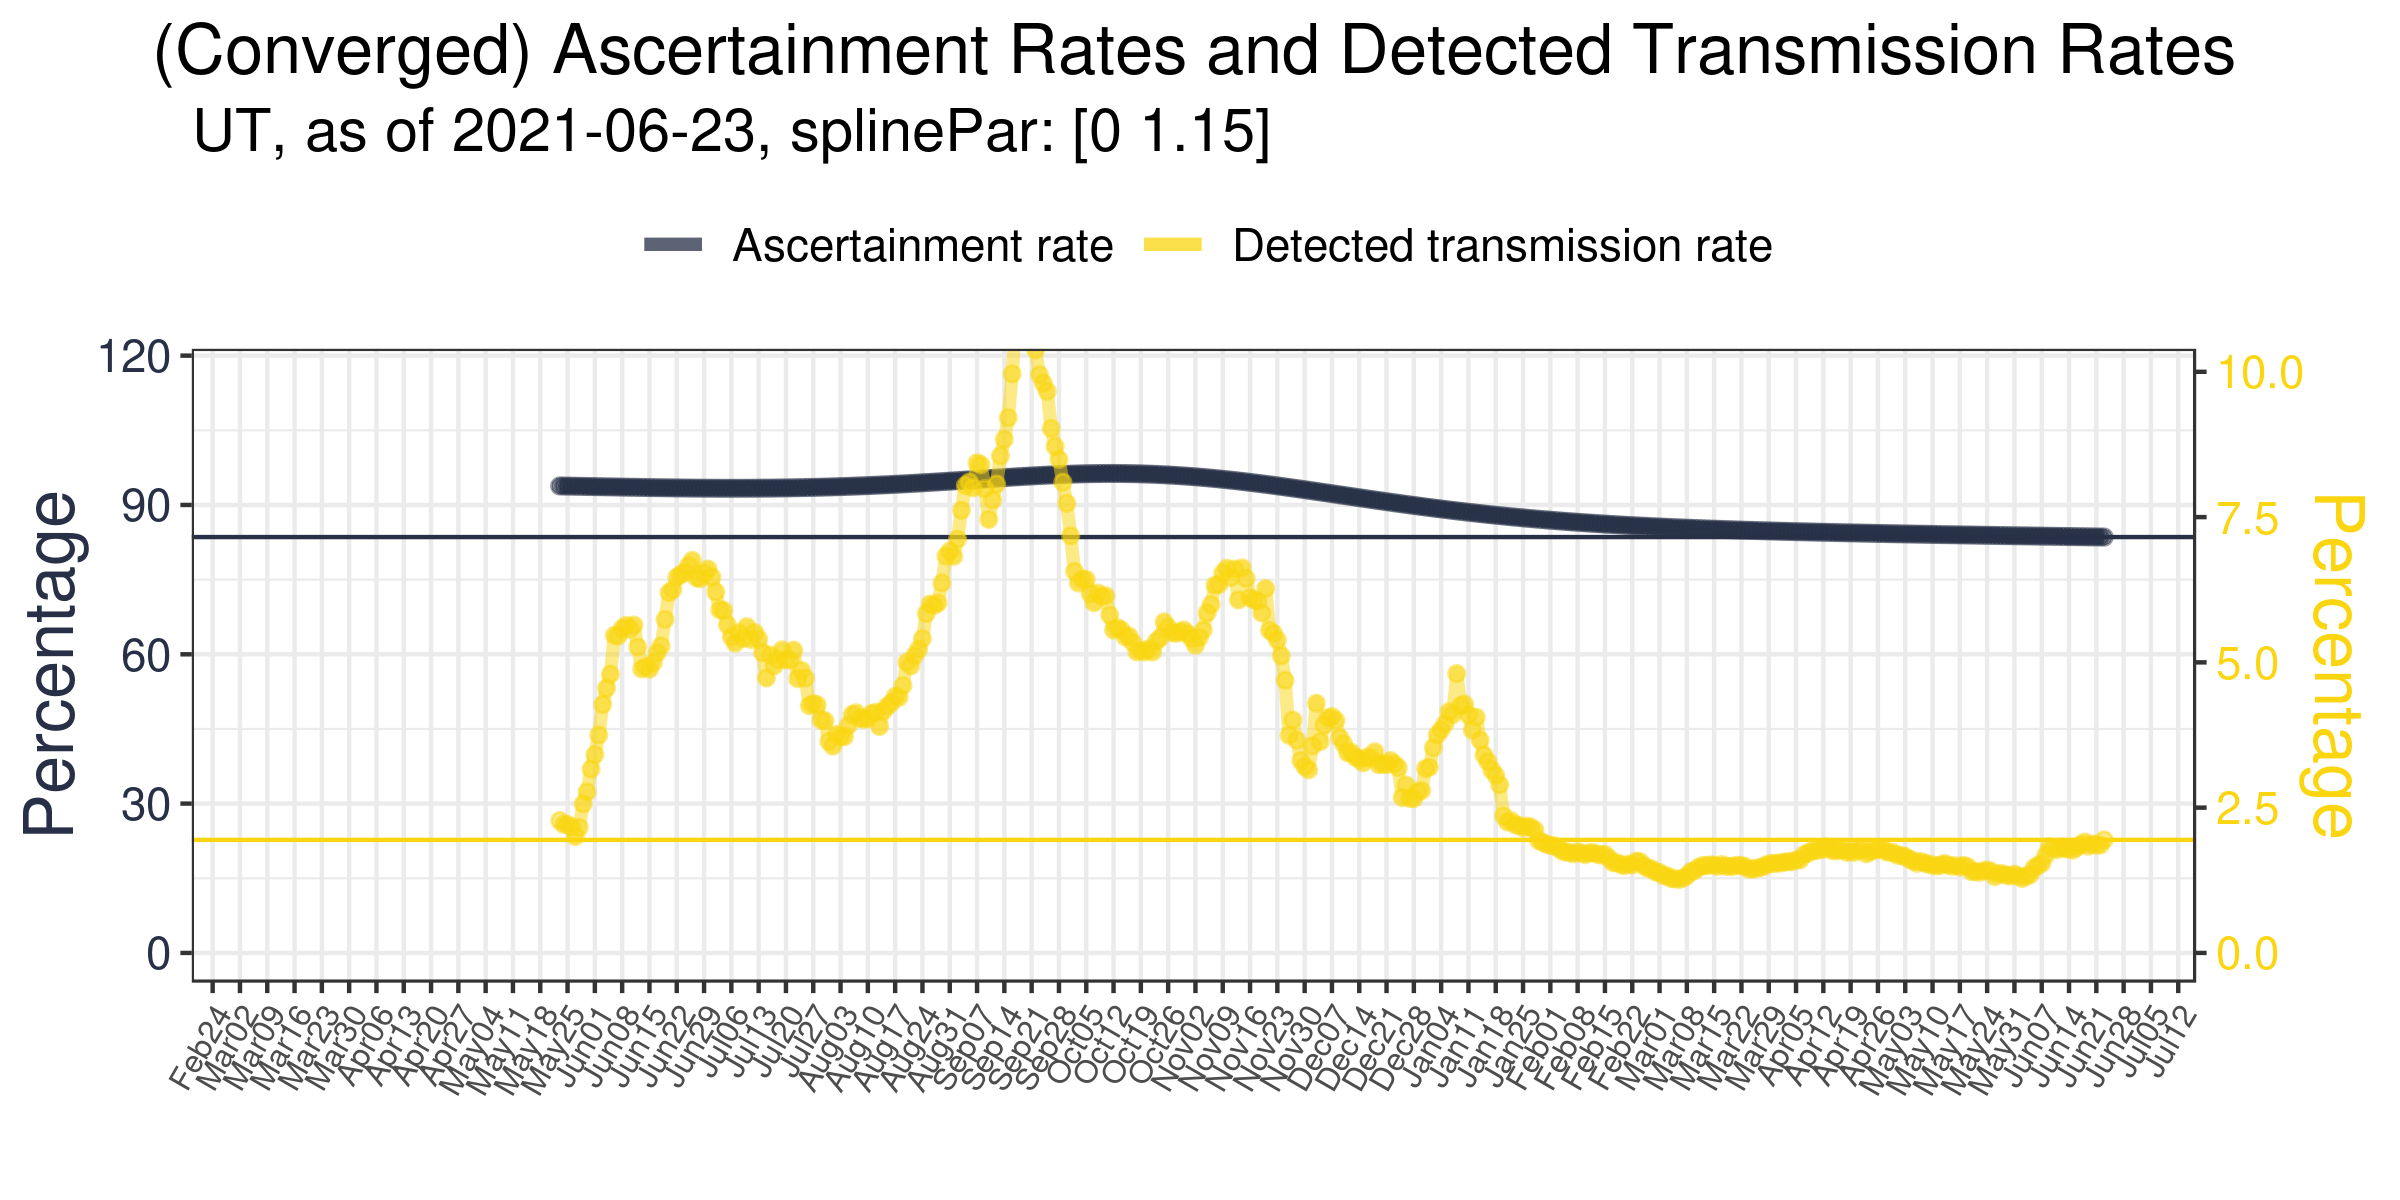 (Converged) Ascertainment Rates and Detected Transmission Rates
UT, as of 2021-06-23, splinePar: [0 1.15]
Ascertainment rate
Detected transmission rate
Percentage
120
90
60
30
0
10.0
7.5
5.0
2.5
0.0
Percentage
Feb24
Mar02
Mar09
Mar16
Mar23
Mar30
Apr06
Apr13
Apr20
Apr27
May04
May11
May18
May25
Jun01
Jun08
Jun15
Jun22
Jun29
Jul06
Jul13
Jul20
Jul27
Aug03
Aug10
Aug17
Aug24
Aug31
Sep07
Sep14
Sep21
Sep28
Oct05
Oct12
Oct19
Oct26
Nov02
Nov09
Nov16
Nov23
Nov30
Dec07
Dec14
Dec21
Dec28
Jan04
Jan11
Jan18
Jan25
Feb01
Feb08
Feb15
Feb22
Mar01
Mar08
Mar15
Mar22
Mar29
Apr05
Apr12
Apr19
Apr26
May03
May10
May17
May24
May31
Jun07
Jun14
Jun21
Jun28
Jul05
Jul12